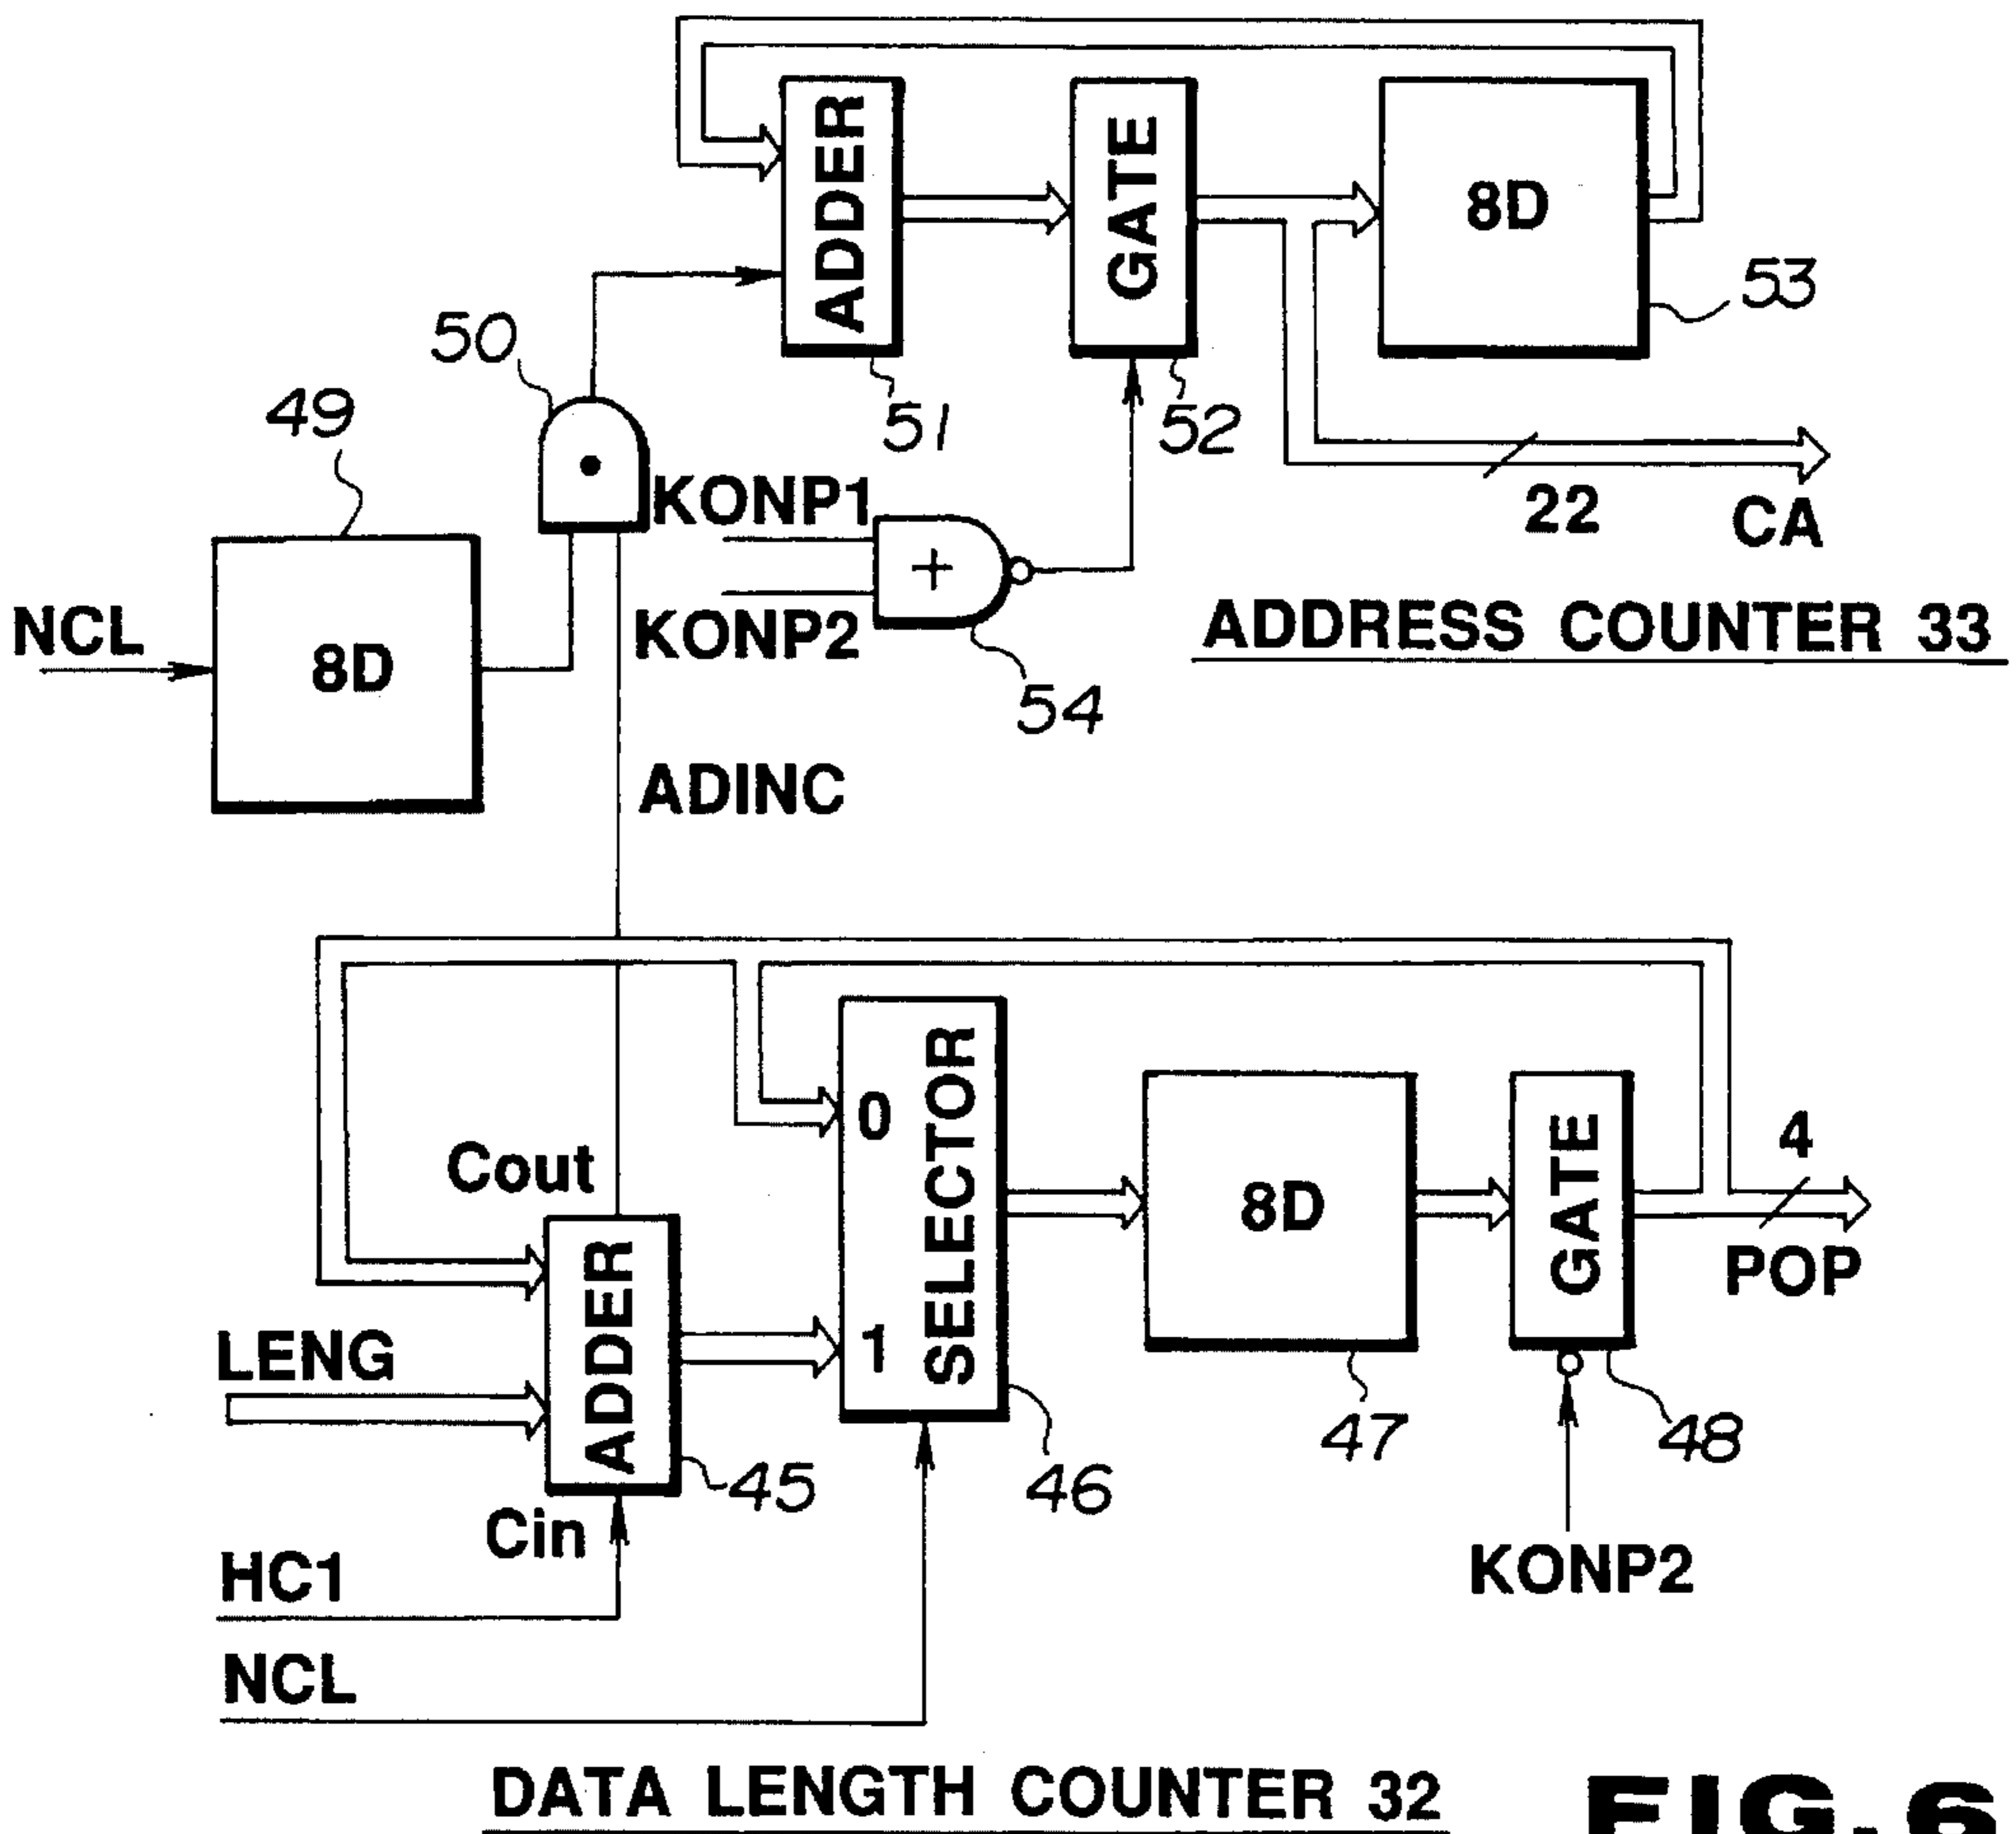 ADDER
GATE
8D
53
50
51
52
49
KONP1
22
CA
+
NCL
8D
KONP2
ADDRESS COUNTER 33
54
ADINC
0
SELECTOR
Cout
8D
GATE
4
POP
ADDER
1
LENG
45
46
47
48
Cin
KONP2
HC1
NCL
DATA LENGTH COUNTER 32
FIG.6